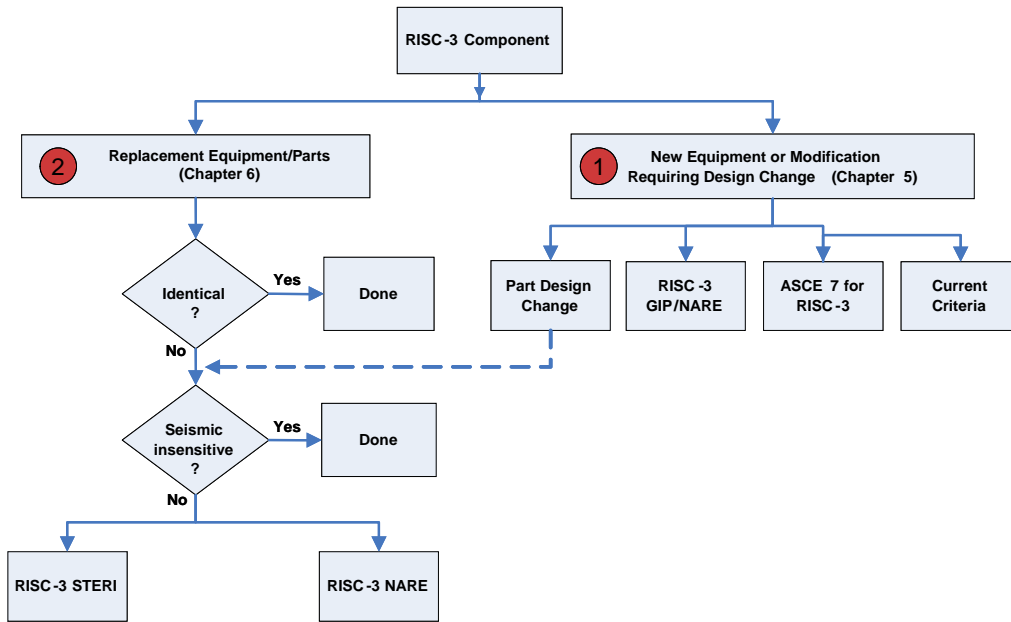 RISC-3 Component
2
Replacement Equipment/Parts
(Chapter 6)
1
New Equipment or Modification
Requiring Design Change (Chapter 5)
Identical
?
Yes
Done
No
Part Design
Change
RISC-3
GIP/NARE
ASCE 7 for
RISC-3
Current
Criteria
Seismic
insensitive
?
Yes
Done
No
RISC-3 STERI
RISC-3 NARE